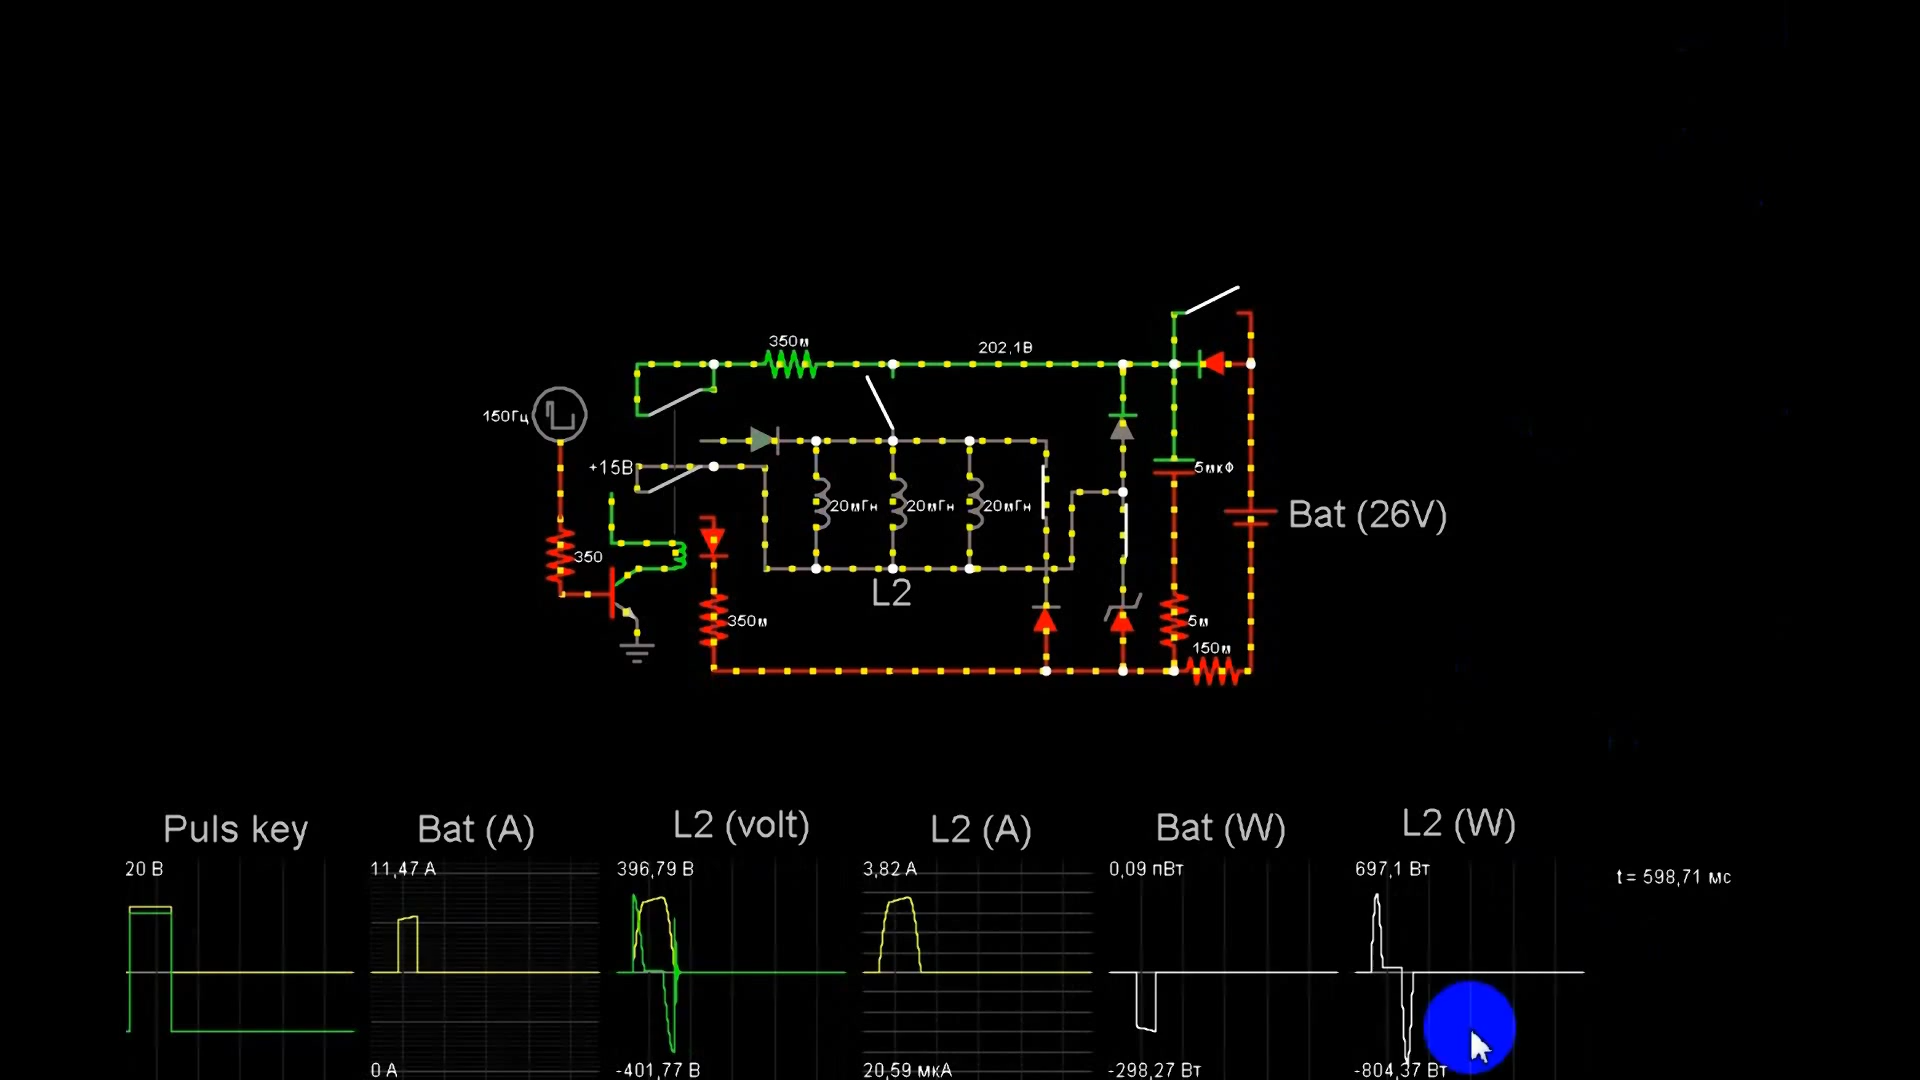 350м
202,1В
150Гц
+15В
5мкФ
20мГн 20мГн 20мГн
Bat (26V)
350
L2
350м
5м
150м
Puls key
Bat (A)
L2 (volt)
L2 (A)
Bat (W)
L2 (W)
20 В
11,47 А
396,79 В
3,82 А
0,09 пВт
697,1 Вт
t = 598,71 мс
0 А
-401,77 В
20,59 мкА
-298,27 Вт
-804,37 Вт